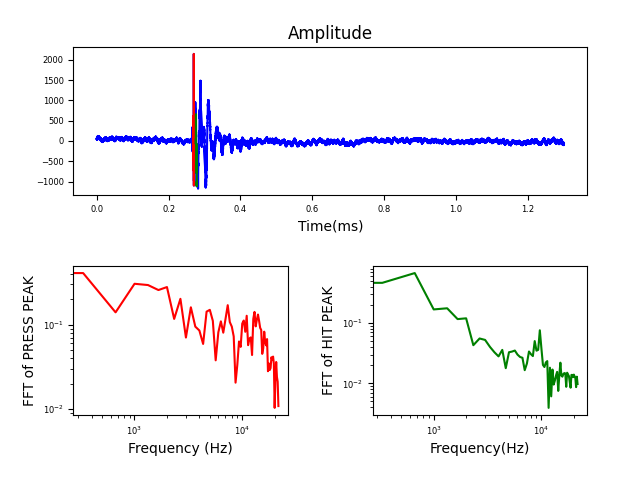 Amplitude
2000
1500
1000
500
0
−500
−1000
0.0 0.2 0.4 0.6 0.8 1.0 1.2
Time(ms)
FFT of PRESS PEAK
10⁻¹
10⁻²
10³ 10⁴
Frequency (Hz)
FFT of HIT PEAK
10⁻¹
10⁻²
10³ 10⁴
Frequency(Hz)